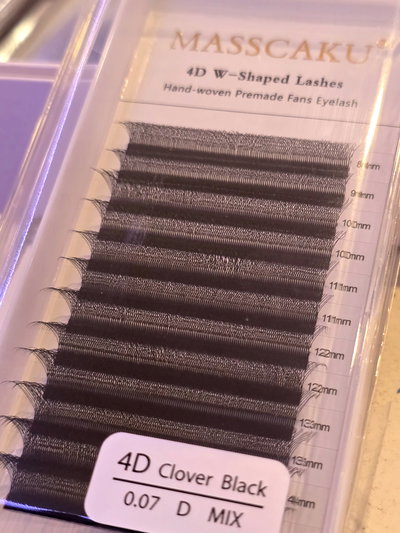 MASSCAKU®
4D W-Shaped Lashes
Hand-woven Premade Fans Eyelash
8mm
9mm
10mm
10mm
11mm
11mm
12mm
12mm
13mm
13mm
4D Clover Black
0.07 D MIX